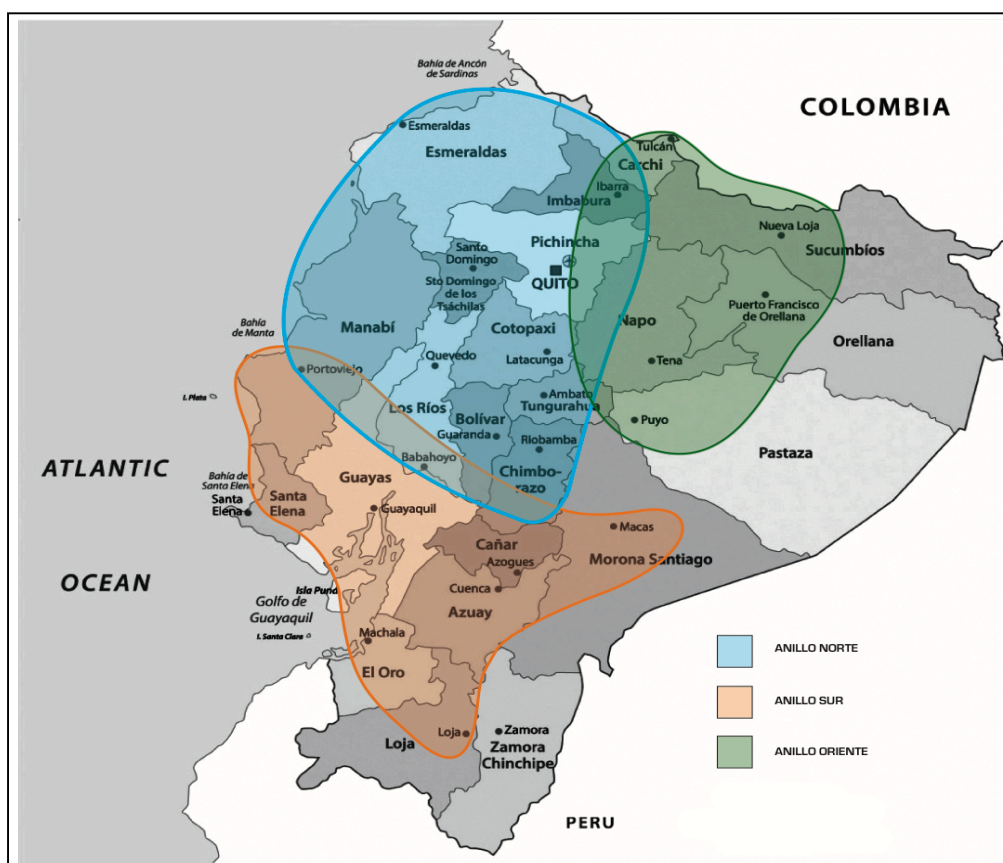 Bahía de Ancón
de Sardinas
COLOMBIA
Esmeraldas
Esmeraldas
Tulcán
Carchi
Ibarra
Imbabura
Nueva Loja
Sucumbíos
Pichincha
QUITO
Santo
Domingo
Sto Domingo
de los
Tsáchilas
Puerto Francisco
de Orellana
Napo
Orellana
Bahía
de Manta
Manabí
Cotopaxi
Quevedo
Latacunga
Tena
Portoviejo
I. Plata
Los Ríos
Ambato
Tungurahua
Bolívar
Guaranda
Puyo
Riobamba
Pastaza
Babahoyo
Chimbo-
razo
ATLANTIC
Bahía de
Santa Elena
Santa
Elena
Santa
Elena
Guayas
Guayaquil
Macas
Cañar
Azogues
Morona Santiago
OCEAN
Isla Puná
Cuenca
Golfo de
Guayaquil
Azuay
I. Santa Clara
Machala
El Oro
Loja
Loja
Zamora
Zamora
Chinchipe
PERU
ANILLO NORTE
ANILLO SUR
ANILLO ORIENTE